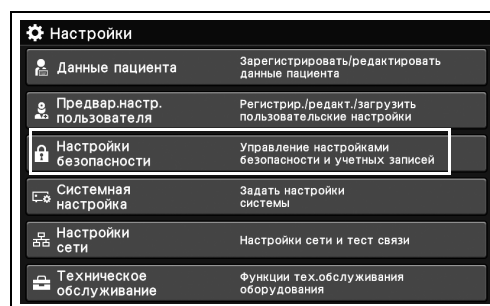 Настройки
Данные пациента
Зарегистрировать/редактировать
данные пациента
Предвар.настр.
пользователя
Регистрир./редакт./загрузить
пользовательские настройки
Настройки
безопасности
Управление настройками
безопасности и учетных записей
Системная
настройка
Задать настройки
системы
Настройки
сети
Настройки сети и тест связи
Техническое
обслуживание
Функции тех.обслуживания
оборудования